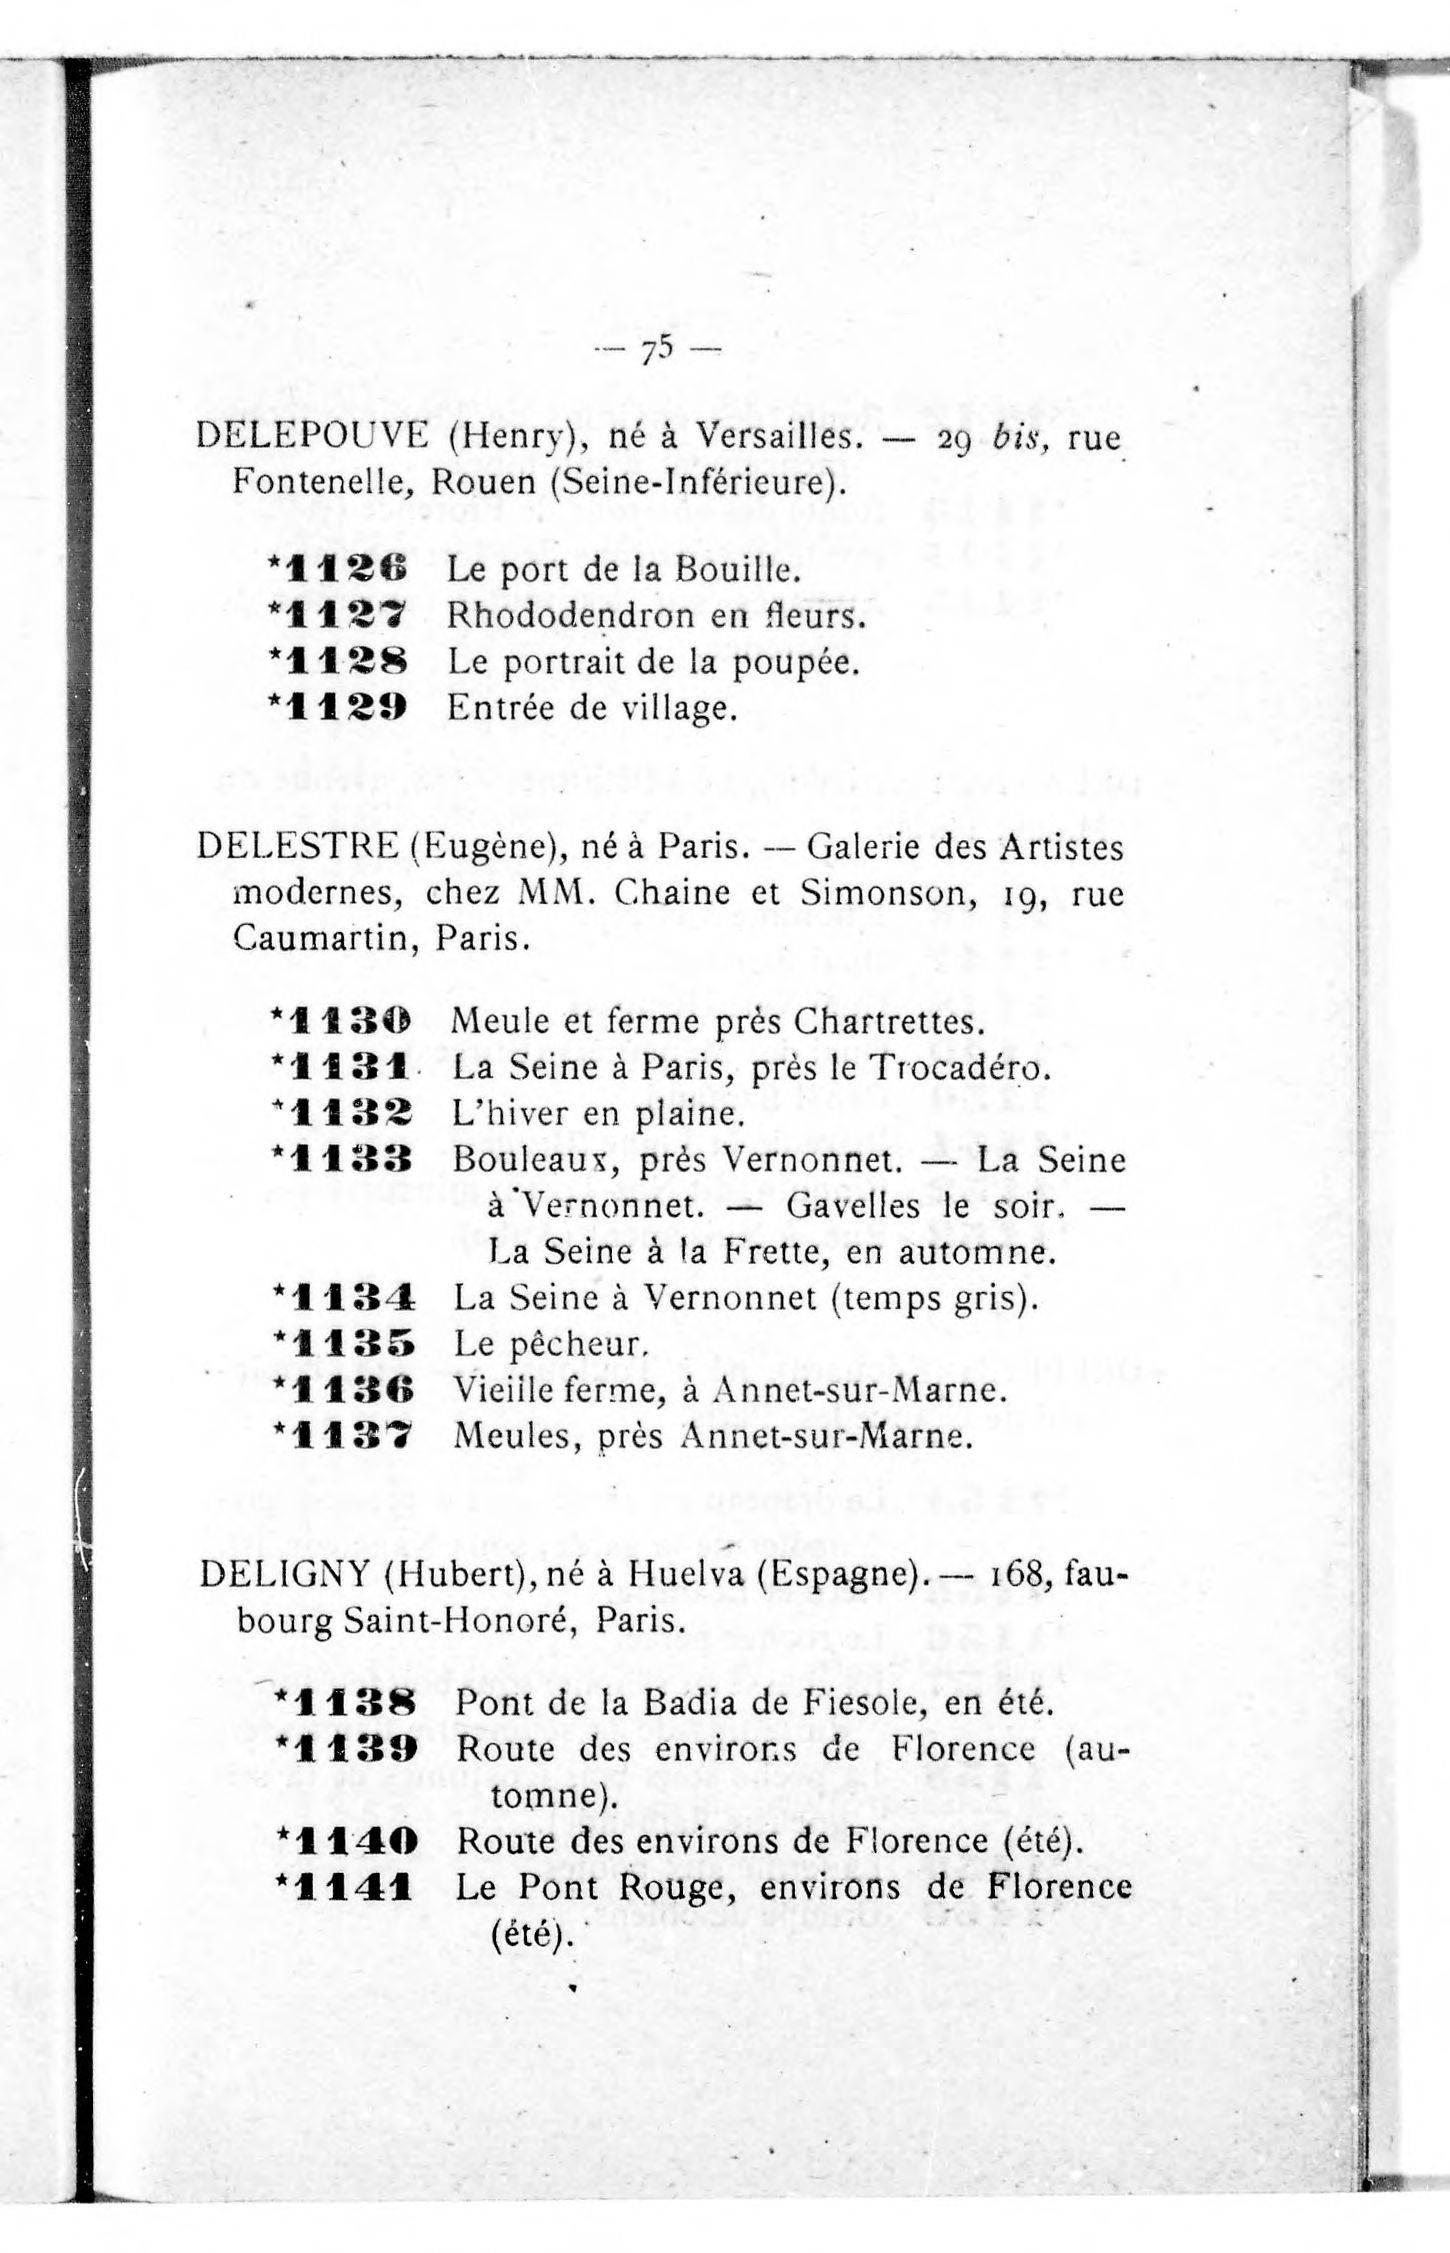 — 75 —
DELEPOUVE (Henry), né à Versailles. — 29 bis, rue
Fontenelle, Rouen (Seine-Inférieure).
*1126 Le port de la Bouille.
*1127 Rhododendron en fleurs.
*1128 Le portrait de la poupée.
*1129 Entrée de village.
DELESTRE (Eugène), né à Paris. — Galerie des Artistes
modernes, chez MM. Chaine et Simonson, 19, rue
Caumartin, Paris.
*1130 Meule et ferme près Chartrettes.
*1131 La Seine à Paris, près le Trocadéro.
*1132 L'hiver en plaine.
*1133 Bouleaux, près Vernonnet. — La Seine
à Vernonnet. — Gavelles le soir. —
La Seine à la Frette, en automne.
*1134 La Seine à Vernonnet (temps gris).
*1135 Le pêcheur.
*1136 Vieille ferme, à Annet-sur-Marne.
*1137 Meules, près Annet-sur-Marne.
DELIGNY (Hubert), né à Huelva (Espagne). — 168, fau-
bourg Saint-Honoré, Paris.
*1138 Pont de la Badia de Fiesole, en été.
*1139 Route des environs de Florence (au-
tomne).
*1140 Route des environs de Florence (été).
*1141 Le Pont Rouge, environs de Florence
(été).